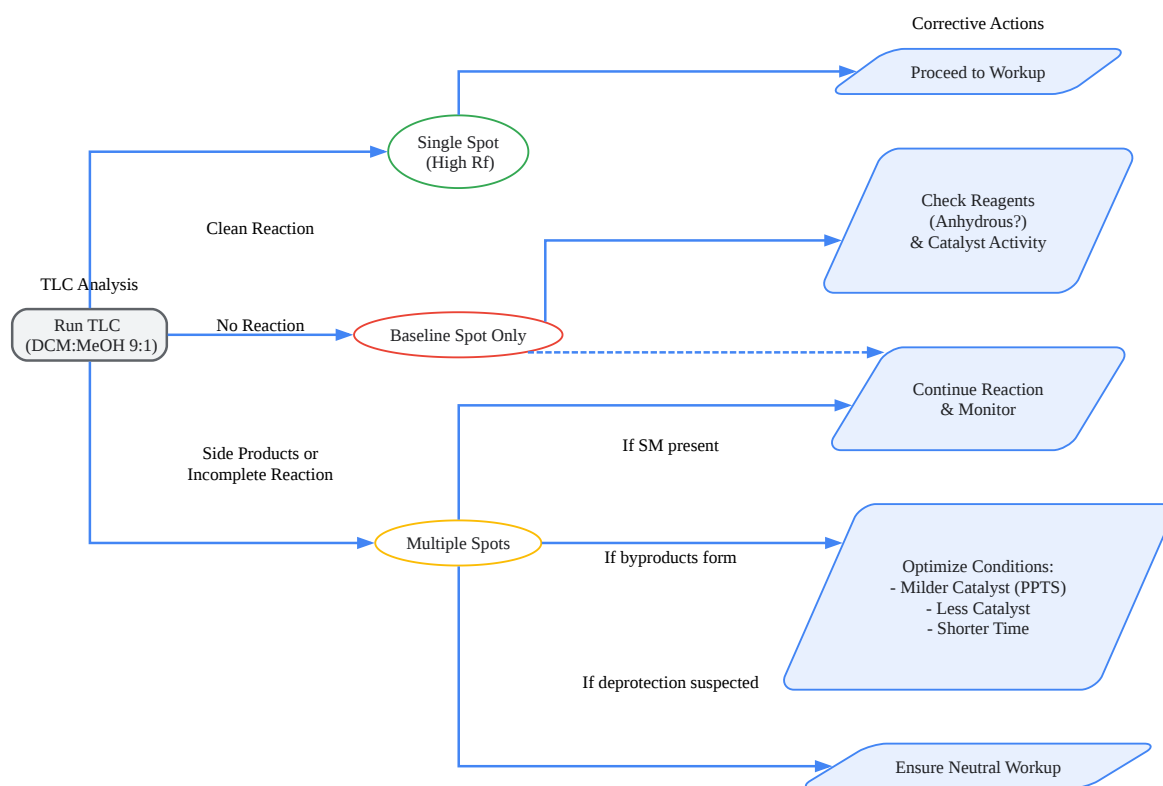 Corrective Actions
Proceed to Workup
Single Spot
(High Rf)
Check Reagents
(Anhydrous?)
& Catalyst Activity
Clean Reaction
TLC Analysis
Run TLC
(DCM:MeOH 9:1)
No Reaction
Baseline Spot Only
Continue Reaction
& Monitor
Side Products or
Incomplete Reaction
If SM present
Multiple Spots
If byproducts form
Optimize Conditions:
- Milder Catalyst (PPTS)
- Less Catalyst
- Shorter Time
If deprotection suspected
Ensure Neutral Workup